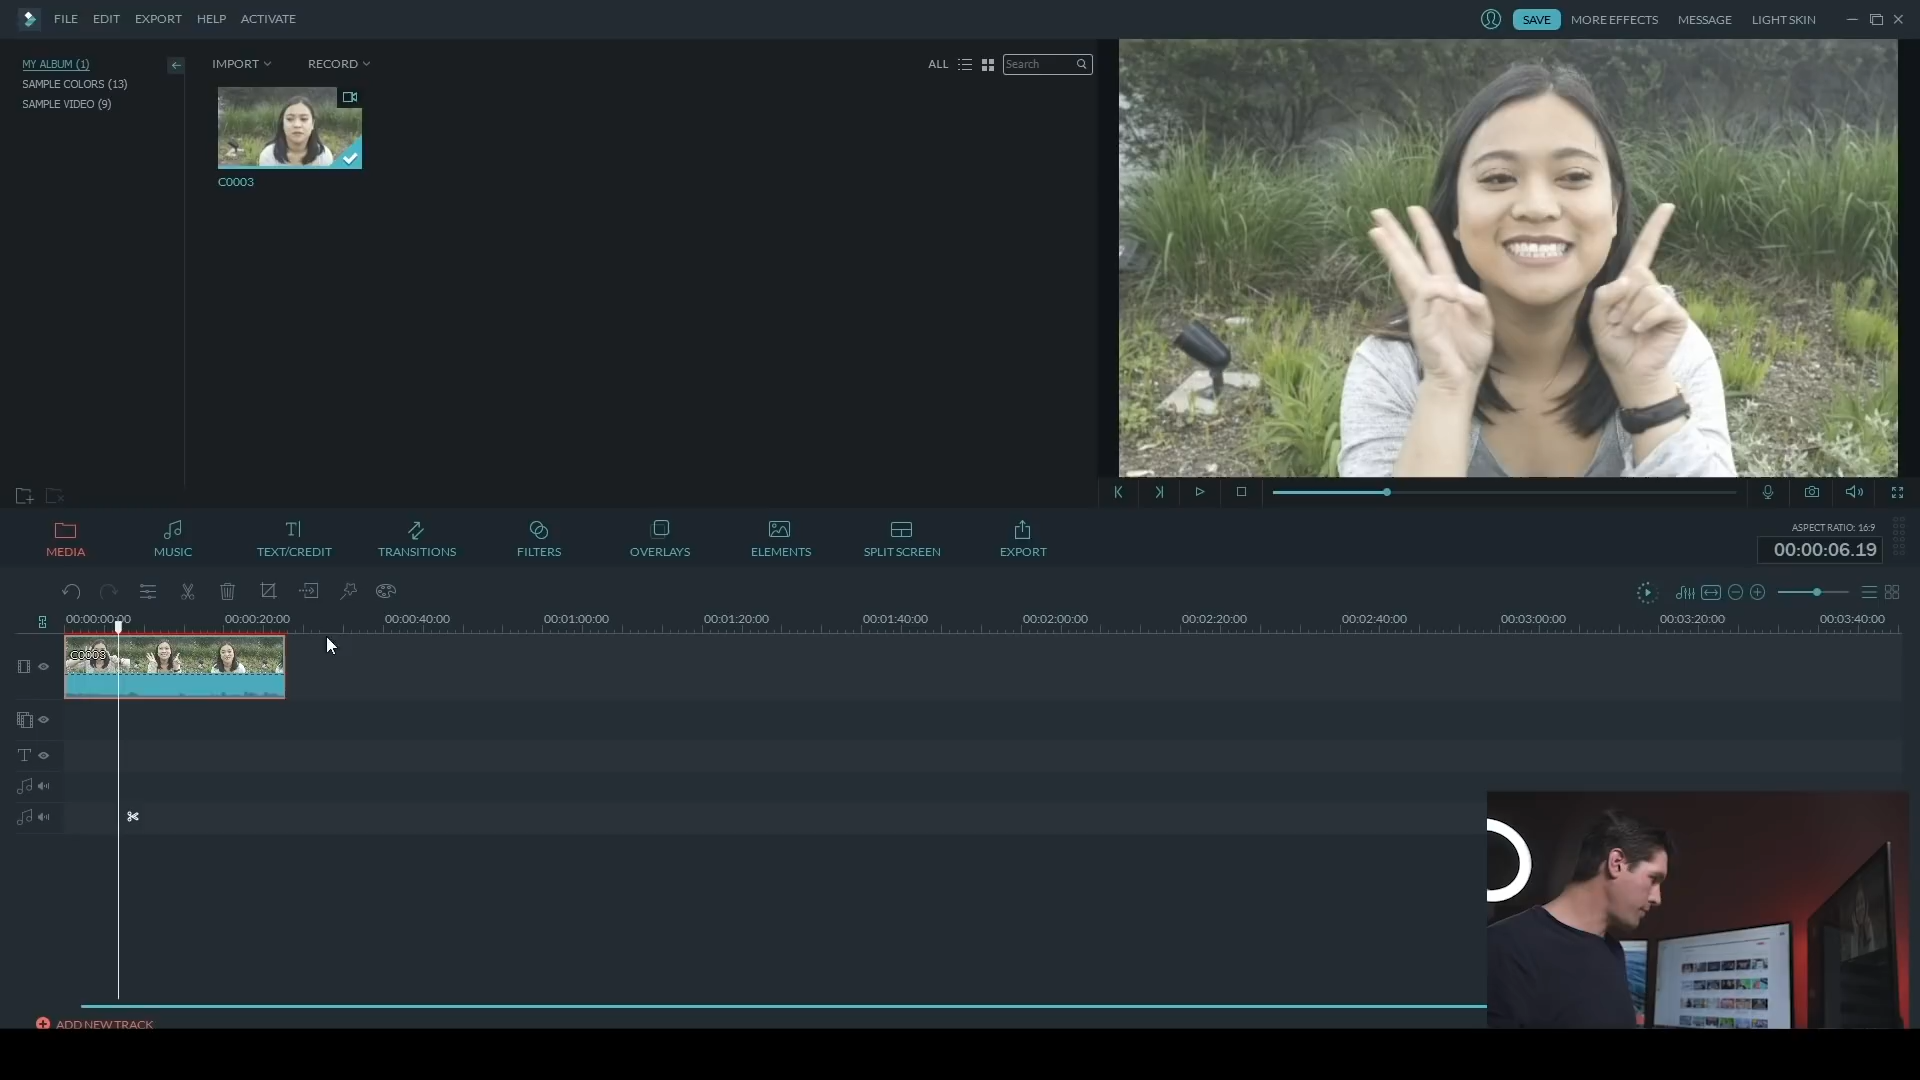 FILE EDIT EXPORT HELP ACTIVATE
SAVE MORE EFFECTS MESSAGE LIGHT SKIN
MY ALBUM (1)
SAMPLE COLORS (13)
SAMPLE VIDEO (9)
IMPORT RECORD ALL Search
C0003
MEDIA MUSIC TEXT/CREDIT TRANSITIONS FILTERS OVERLAYS ELEMENTS SPLIT SCREEN EXPORT
ASPECT RATIO: 16:9
00:00:06.19
00:00:00:00 00:00:20:00 00:00:40:00 00:01:00:00 00:01:20:00 00:01:40:00 00:02:00:00 00:02:20:00 00:02:40:00 00:03:00:00 00:03:20:00 00:03:40:00
C0003
ADD NEW TRACK